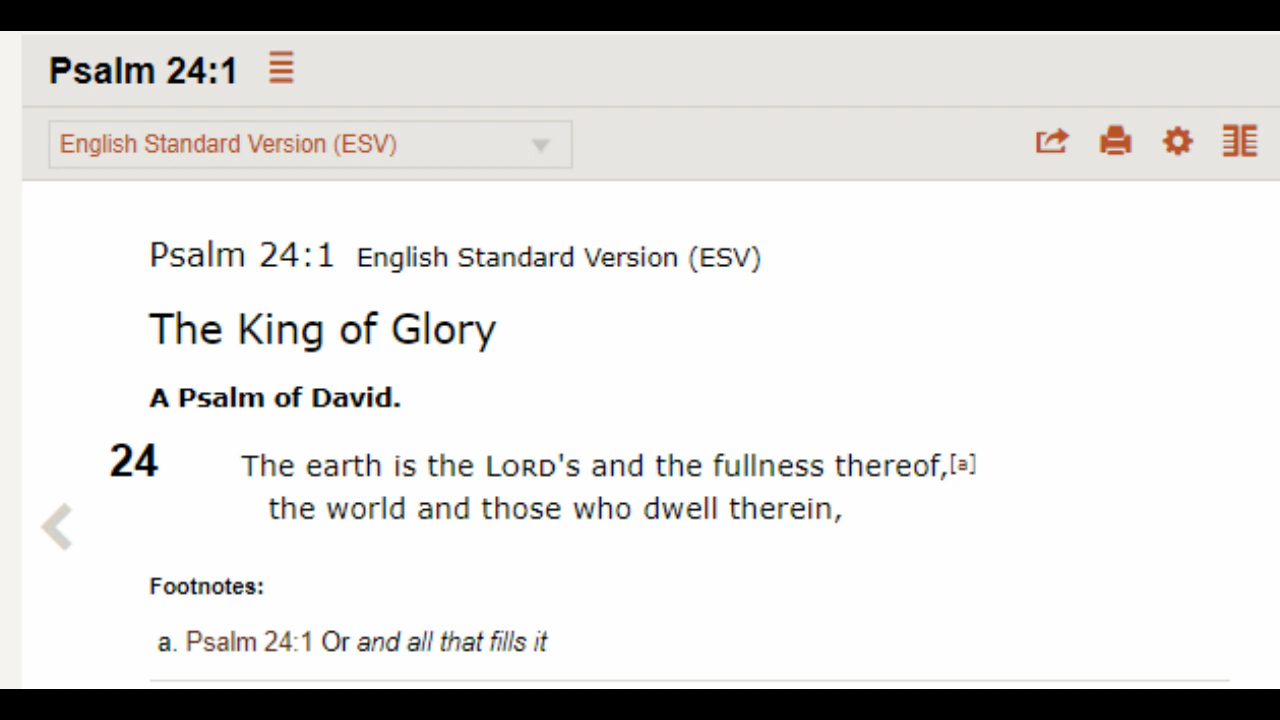 Psalm 24:1
English Standard Version (ESV)
Psalm 24:1 English Standard Version (ESV)
The King of Glory
A Psalm of David.
24 The earth is the LORD's and the fullness thereof,[a]
the world and those who dwell therein,
Footnotes:
a. Psalm 24:1 Or and all that fills it